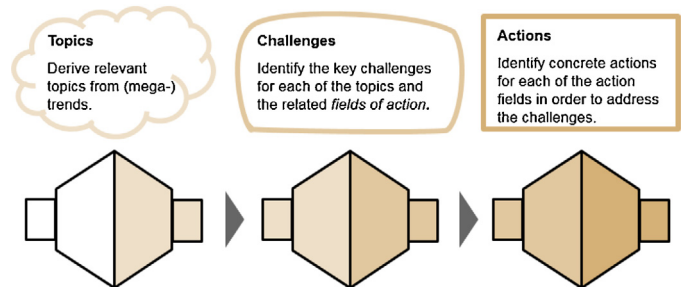 Topics
Derive relevant
topics from (mega-)
trends.
Challenges
Identify the key challenges
for each of the topics and
the related fields of action.
Actions
Identify concrete actions
for each of the action
fields in order to address
the challenges.